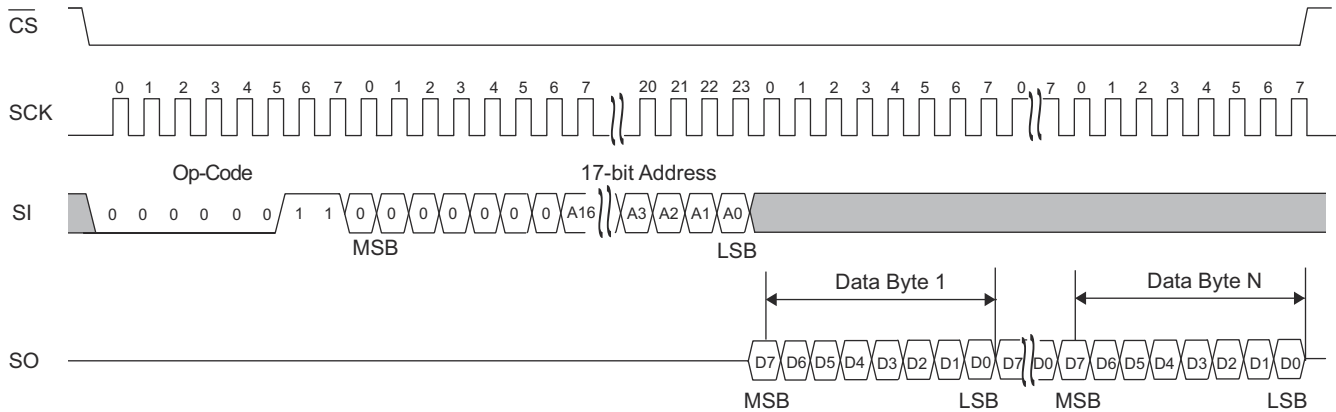 CS
0 1 2 3 4 5 6 7 0 1 2 3 4 5 6 7 20 21 22 23 0 1 2 3 4 5 6 7 0 7 0 1 2 3 4 5 6 7
SCK
Op-Code 17-bit Address
SI 0 0 0 0 0 0 1 1 0 0 0 0 0 0 0 A16 A3 A2 A1 A0
MSB LSB
Data Byte 1 Data Byte N
SO D7 D6 D5 D4 D3 D2 D1 D0 D7 D0 D7 D6 D5 D4 D3 D2 D1 D0
MSB LSB MSB LSB